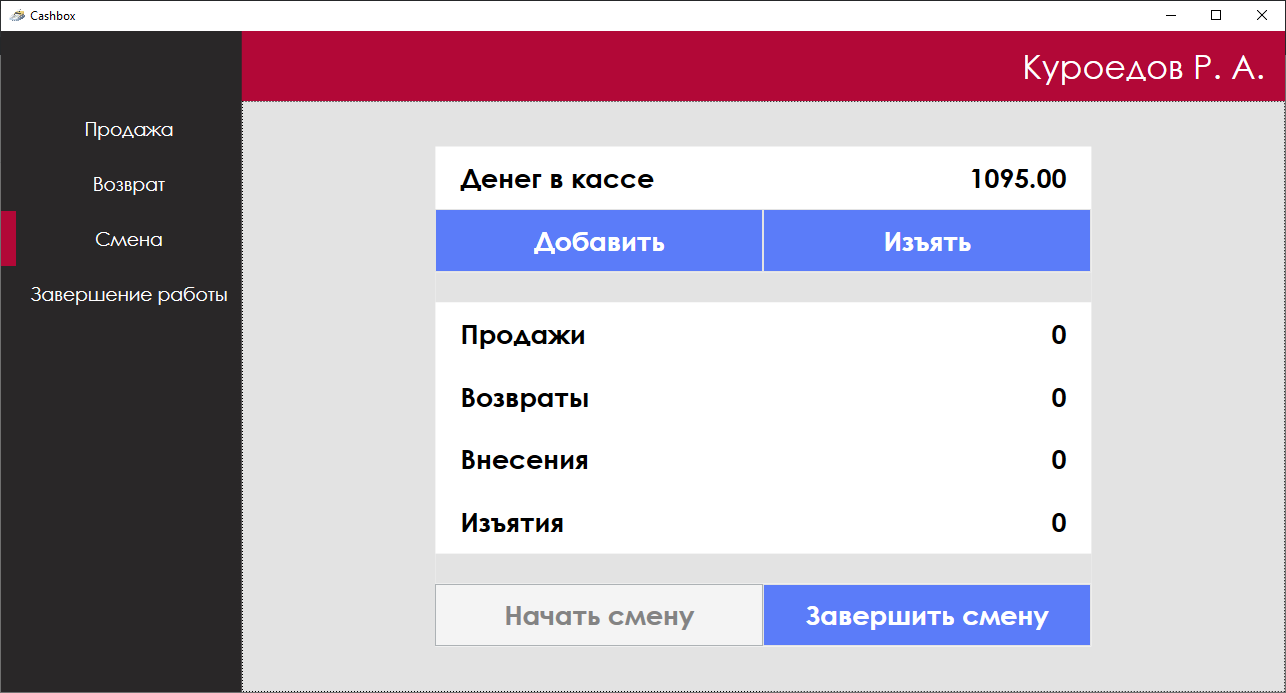 Cashbox
Куроедов Р. А.
Продажа
Возврат
Смена
Завершение работы
Денег в кассе 1095.00
Добавить Изъять
Продажи 0
Возвраты 0
Внесения 0
Изъятия 0
Начать смену Завершить смену